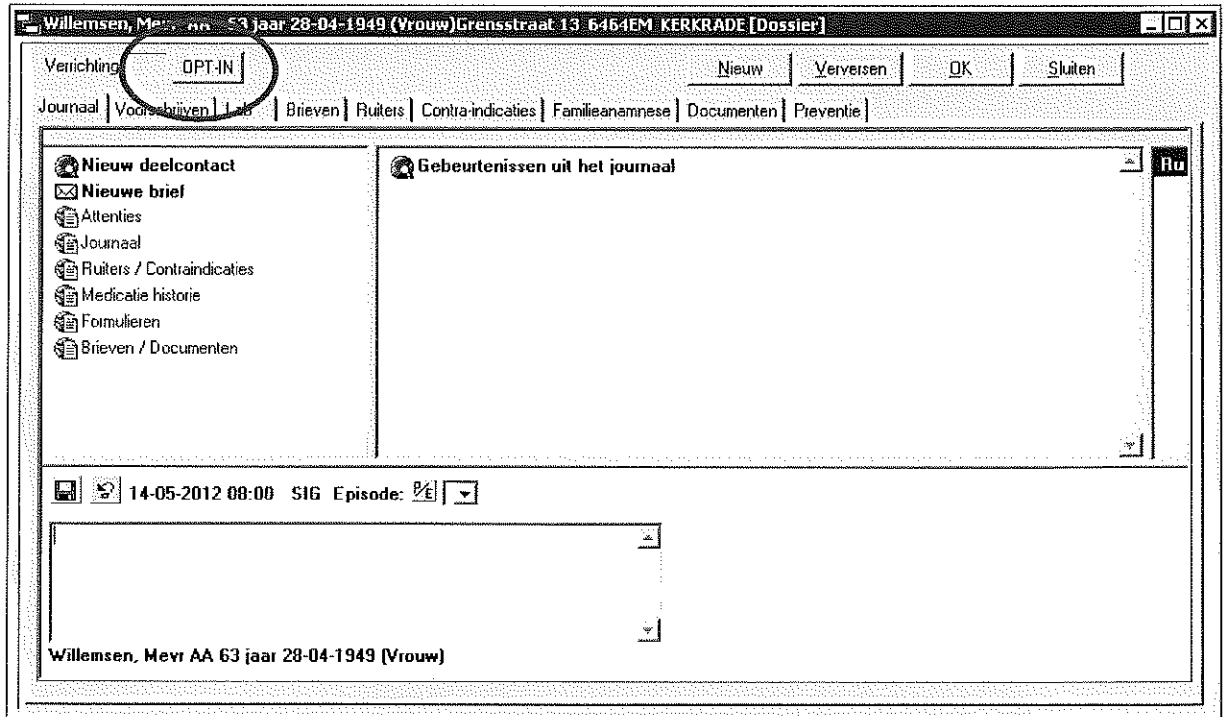 Willemsen, Mevr AA 63 jaar 28-04-1949 (Vrouw)Grensstraat 13 6464EM KERKRADE [Dossier]
Verrichting OPT-IN Nieuw Verversen OK Sluiten
Journaal Voorschrijven Lab Brieven Ruiters Contra-indicaties Familieanamnese Documenten Preventie
Nieuw deelcontact
Nieuwe brief
Attenties
Journaal
Ruiters / Contraindicaties
Medicatie historie
Formulieren
Brieven / Documenten
Gebeurtenissen uit het journaal
Ru
14-05-2012 08:00 SIG Episode: P/E
Willemsen, Mevr AA 63 jaar 28-04-1949 (Vrouw)